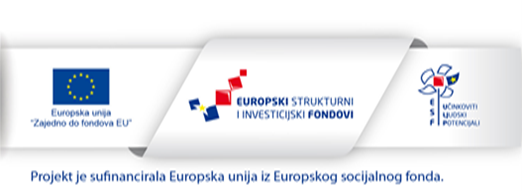 Europska unija
"Zajedno do fondova EU"
EUROPSKI STRUKTURNI
I INVESTICIJSKI FONDOVI
E UČINKOVITI
S LJUDSKI
F POTENCIJALI
Projekt je sufinancirala Europska unija iz Europskog socijalnog fonda.